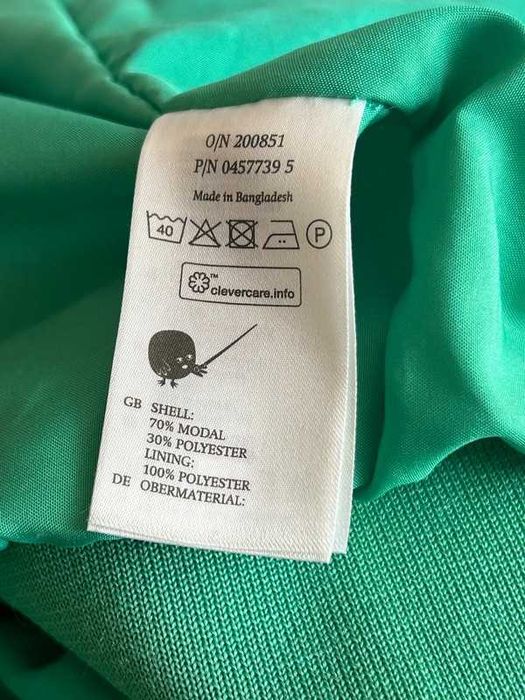 O/N 200851
P/N 0457739 5
Made in Bangladesh
40 P
™
clevercare.info
GB SHELL:
70% MODAL
30% POLYESTER
LINING:
100% POLYESTER
DE OBERMATERIAL: